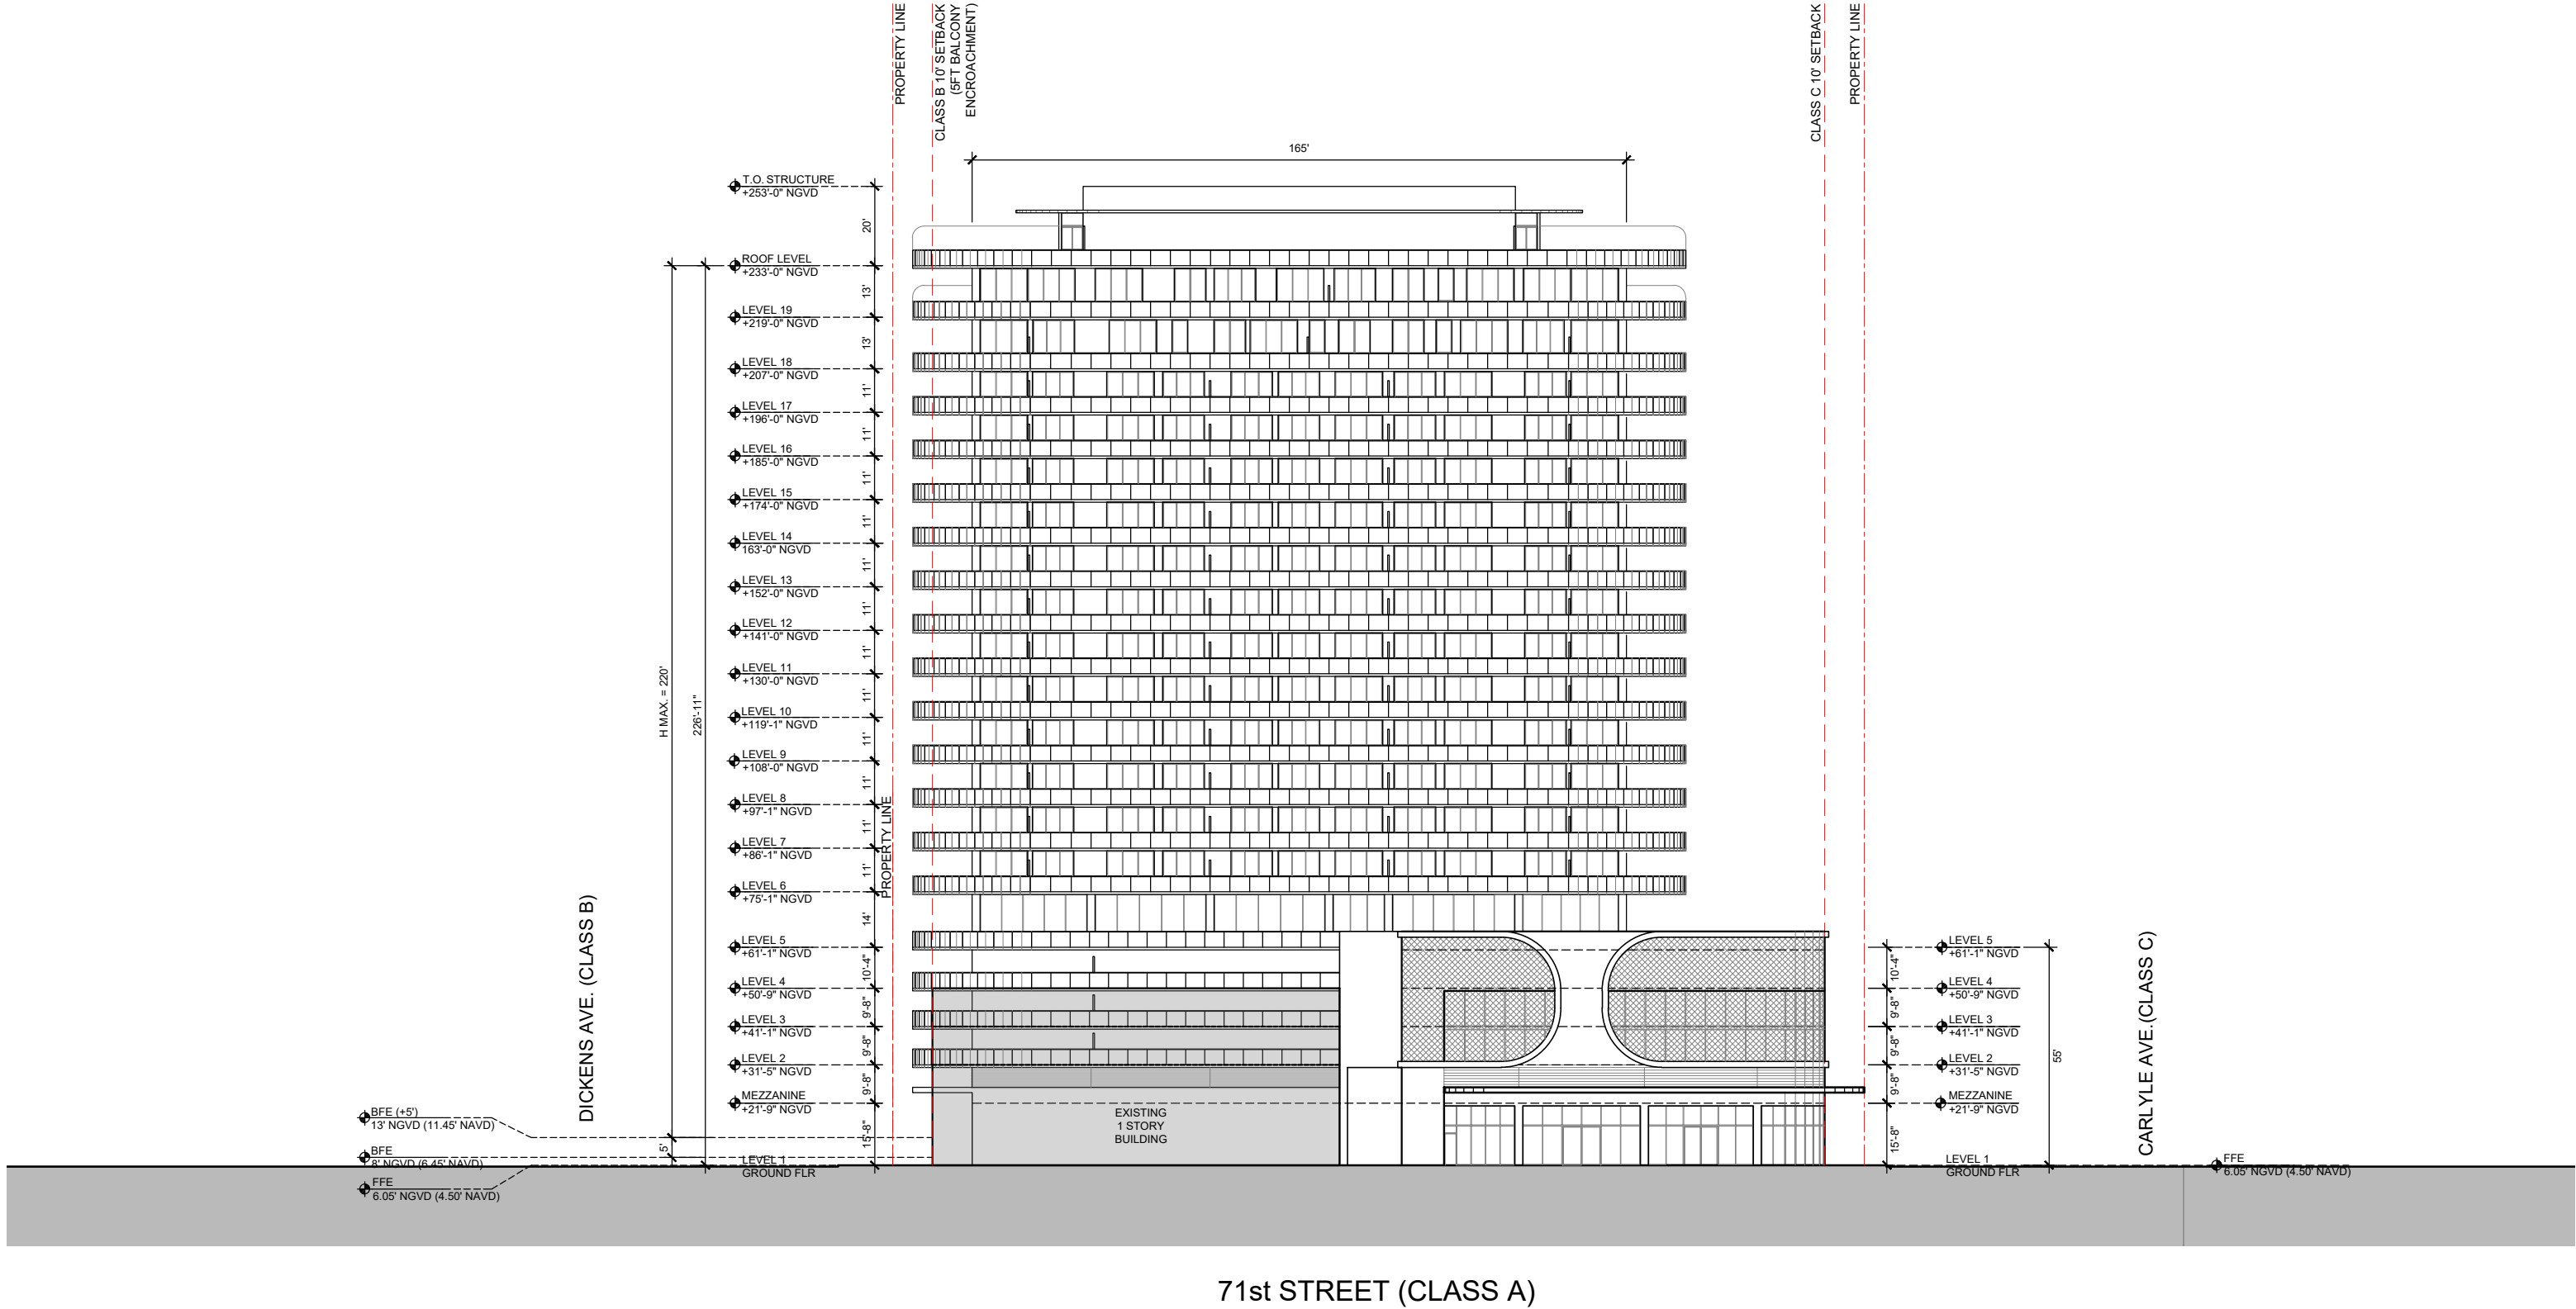 PROPERTY LINE
CLASS B 10' SETBACK
(5FT BALCONY
ENCROACHMENT)
CLASS C 10' SETBACK
PROPERTY LINE
165'
T.O. STRUCTURE
+253'-0" NGVD
20'
ROOF LEVEL
+233'-0" NGVD
13'
LEVEL 19
+219'-0" NGVD
13'
LEVEL 18
+207'-0" NGVD
11'
LEVEL 17
+196'-0" NGVD
11'
LEVEL 16
+185'-0" NGVD
11'
LEVEL 15
+174'-0" NGVD
11'
LEVEL 14
163'-0" NGVD
11'
LEVEL 13
+152'-0" NGVD
11'
LEVEL 12
+141'-0" NGVD
11'
LEVEL 11
+130'-0" NGVD
11'
LEVEL 10
+119'-1" NGVD
11'
LEVEL 9
+108'-0" NGVD
11'
LEVEL 8
+97'-1" NGVD
11'
LEVEL 7
+86'-1" NGVD
11'
LEVEL 6
+75'-1" NGVD
14'
LEVEL 5
+61'-1" NGVD
10'-4"
LEVEL 4
+50'-9" NGVD
9'-8"
LEVEL 3
+41'-1" NGVD
9'-8"
LEVEL 2
+31'-5" NGVD
9'-8"
MEZZANINE
+21'-9" NGVD
15'-8"
LEVEL 1
GROUND FLR
H MAX. = 220'
226'-11"
5'
PROPERTY LINE
DICKENS AVE. (CLASS B)
BFE (+5')
13' NGVD (11.45' NAVD)
BFE
8' NGVD (6.45' NAVD)
FFE
6.05' NGVD (4.50' NAVD)
EXISTING
1 STORY
BUILDING
LEVEL 5
+61'-1" NGVD
10'-4"
LEVEL 4
+50'-9" NGVD
9'-8"
LEVEL 3
+41'-1" NGVD
9'-8"
LEVEL 2
+31'-5" NGVD
9'-8"
MEZZANINE
+21'-9" NGVD
15'-8"
LEVEL 1
GROUND FLR
55'
CARLYLE AVE.(CLASS C)
FFE
6.05' NGVD (4.50' NAVD)
71st STREET (CLASS A)